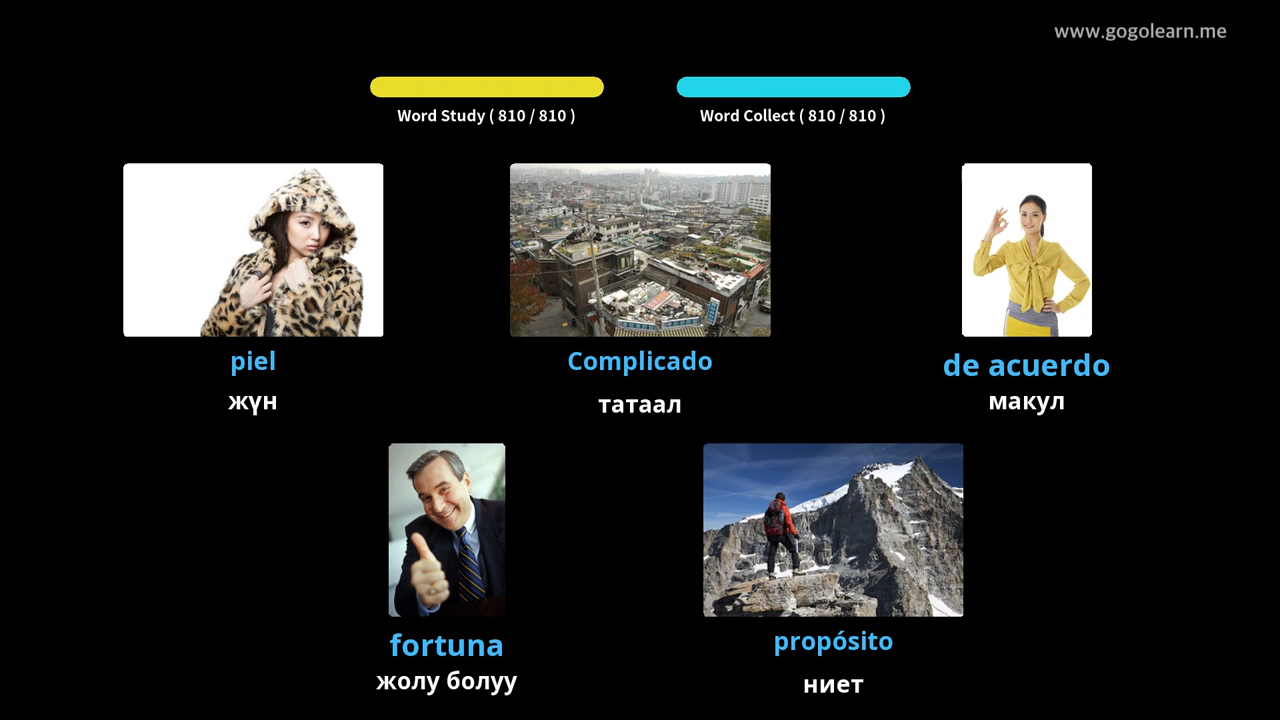 www.gogolearn.me
Word Study ( 810 / 810 )
Word Collect ( 810 / 810 )
piel
жүн
Complicado
татаал
de acuerdo
макул
fortuna
жолу болуу
propósito
ниет